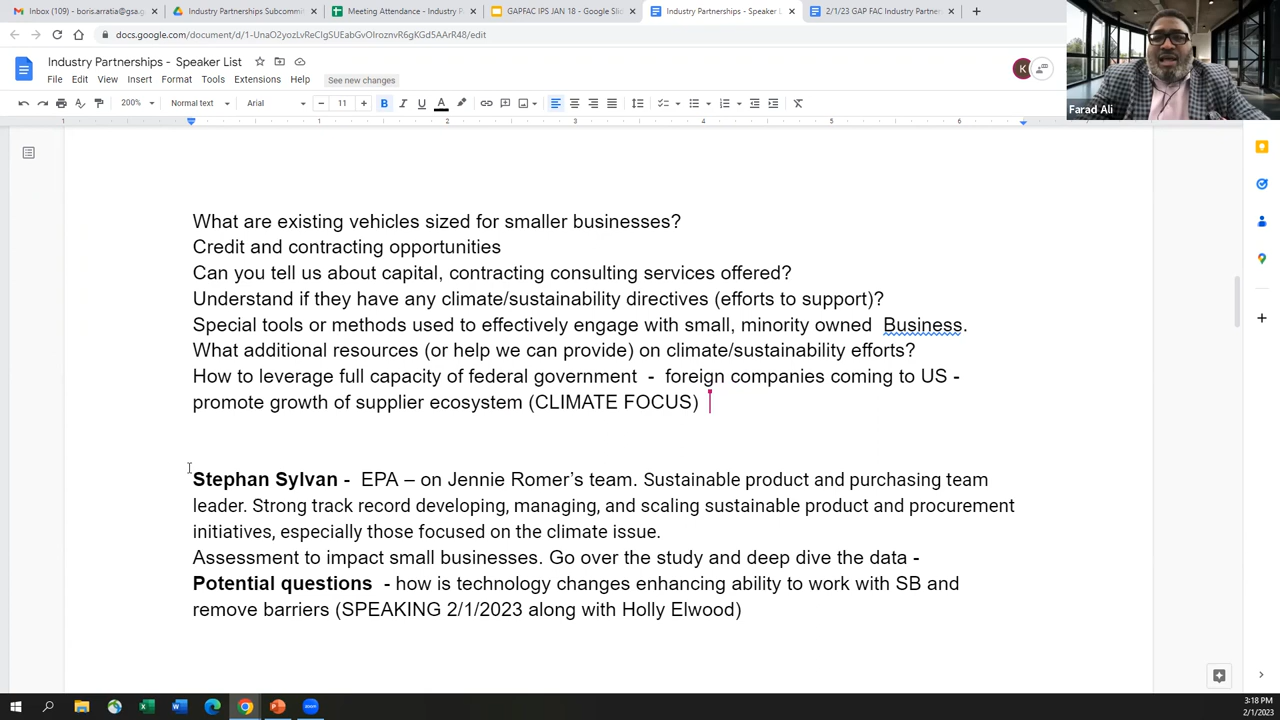 Inbox (109) - boris.arratia@gsa.g
Industry Partnerships Subcommi
Meeting Attendance - Industry P
GAPFAC IPS JAN 18 - Google Slid
Industry Partnerships - Speaker L
2/1/23 GAP FAC Industry Partner
docs.google.com/document/d/1-UnaO2yozLvReCIgSUEabGvOIroznvR6gKGd5AArR48/edit
Industry Partnerships - Speaker List
File Edit View Insert Format Tools Extensions Help See new changes
200% Normal text Arial 11 B I U A
K
Farad Ali
1 1 2 3 4 5 6
What are existing vehicles sized for smaller businesses?
Credit and contracting opportunities
Can you tell us about capital, contracting consulting services offered?
Understand if they have any climate/sustainability directives (efforts to support)?
Special tools or methods used to effectively engage with small, minority owned Business.
What additional resources (or help we can provide) on climate/sustainability efforts?
How to leverage full capacity of federal government - foreign companies coming to US -
promote growth of supplier ecosystem (CLIMATE FOCUS)
Stephan Sylvan - EPA – on Jennie Romer’s team. Sustainable product and purchasing team
leader. Strong track record developing, managing, and scaling sustainable product and procurement
initiatives, especially those focused on the climate issue.
Assessment to impact small businesses. Go over the study and deep dive the data -
Potential questions - how is technology changes enhancing ability to work with SB and
remove barriers (SPEAKING 2/1/2023 along with Holly Elwood)
3:18 PM
2/1/2023